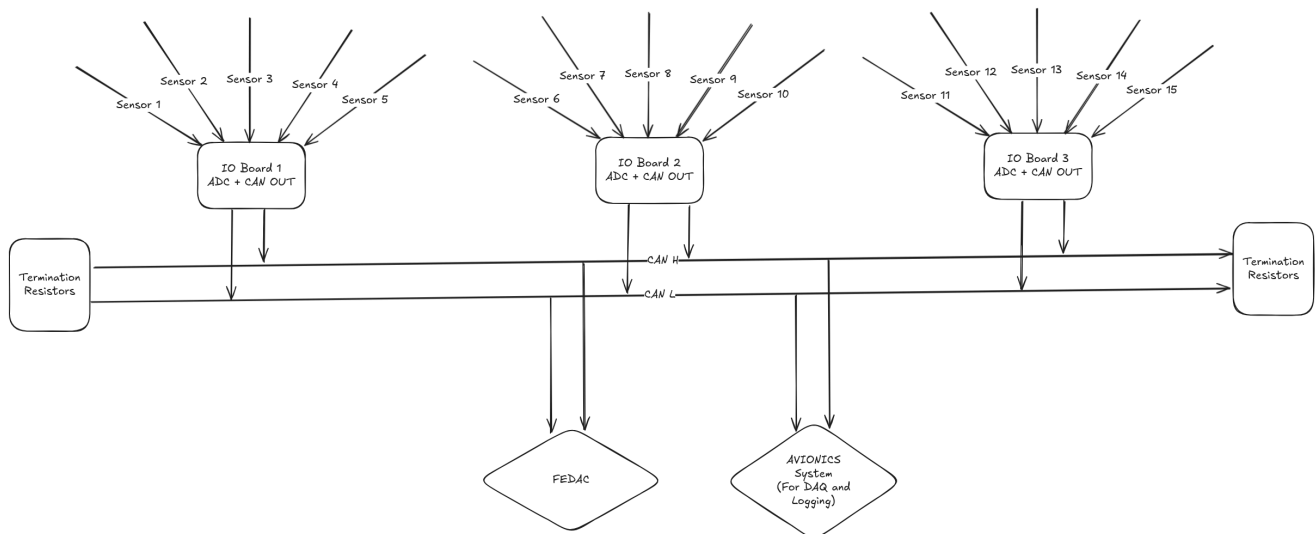 Sensor 1
Sensor 2
Sensor 3
Sensor 4
Sensor 5
IO Board 1
ADC + CAN OUT
Sensor 6
Sensor 7
Sensor 8
Sensor 9
Sensor 10
IO Board 2
ADC + CAN OUT
Sensor 11
Sensor 12
Sensor 13
Sensor 14
Sensor 15
IO Board 3
ADC + CAN OUT
Termination
Resistors
CAN H
CAN L
Termination
Resistors
FEDAC
AVIONICS
System
(For DAQ and
Logging)